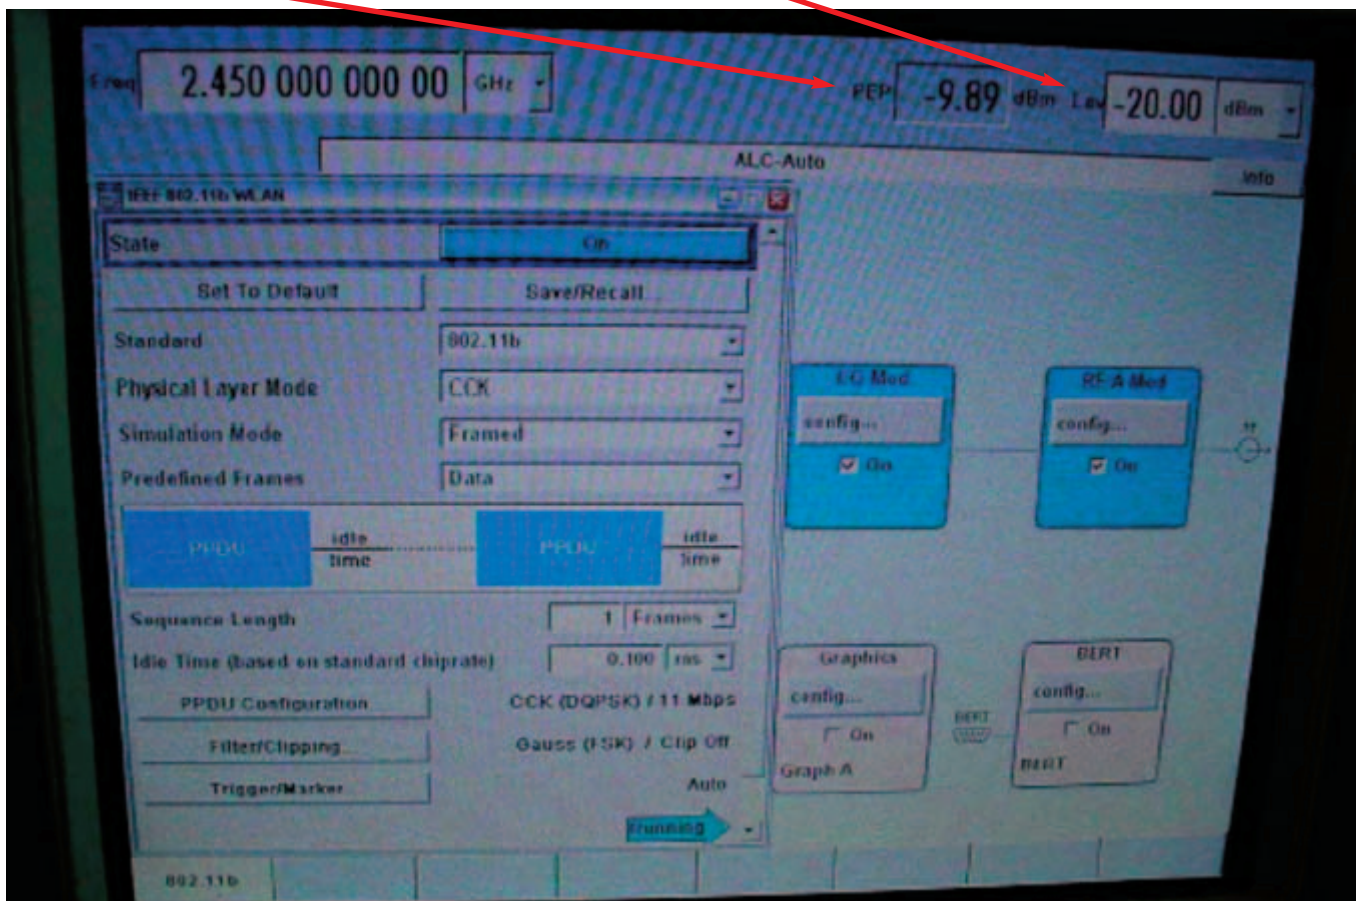 Freq 2.450 000 000 00 GHz PEP -9.89 dBm Lev -20.00 dBm
ALC-Auto
Info
IEEE 802.11b WLAN
State On
Set To Default Save/Recall...
Standard 802.11b
Physical Layer Mode CCK
Simulation Mode Framed
Predefined Frames Data
PPDU idle time PPDU idle time
Sequence Length 1 Frames
Idle Time (based on standard chiprate) 0.100 ms
PPDU Configuration... CCK (DQPSK) / 11 Mbps
Filter/Clipping... Gauss (FSK) / Clip Off
Trigger/Marker... Auto
Running
802.11b
I/Q Mod
config...
On
RF-A Mod
config...
On
Graphics
config...
On
Graph A
BERT
BERT
config...
On
BERT